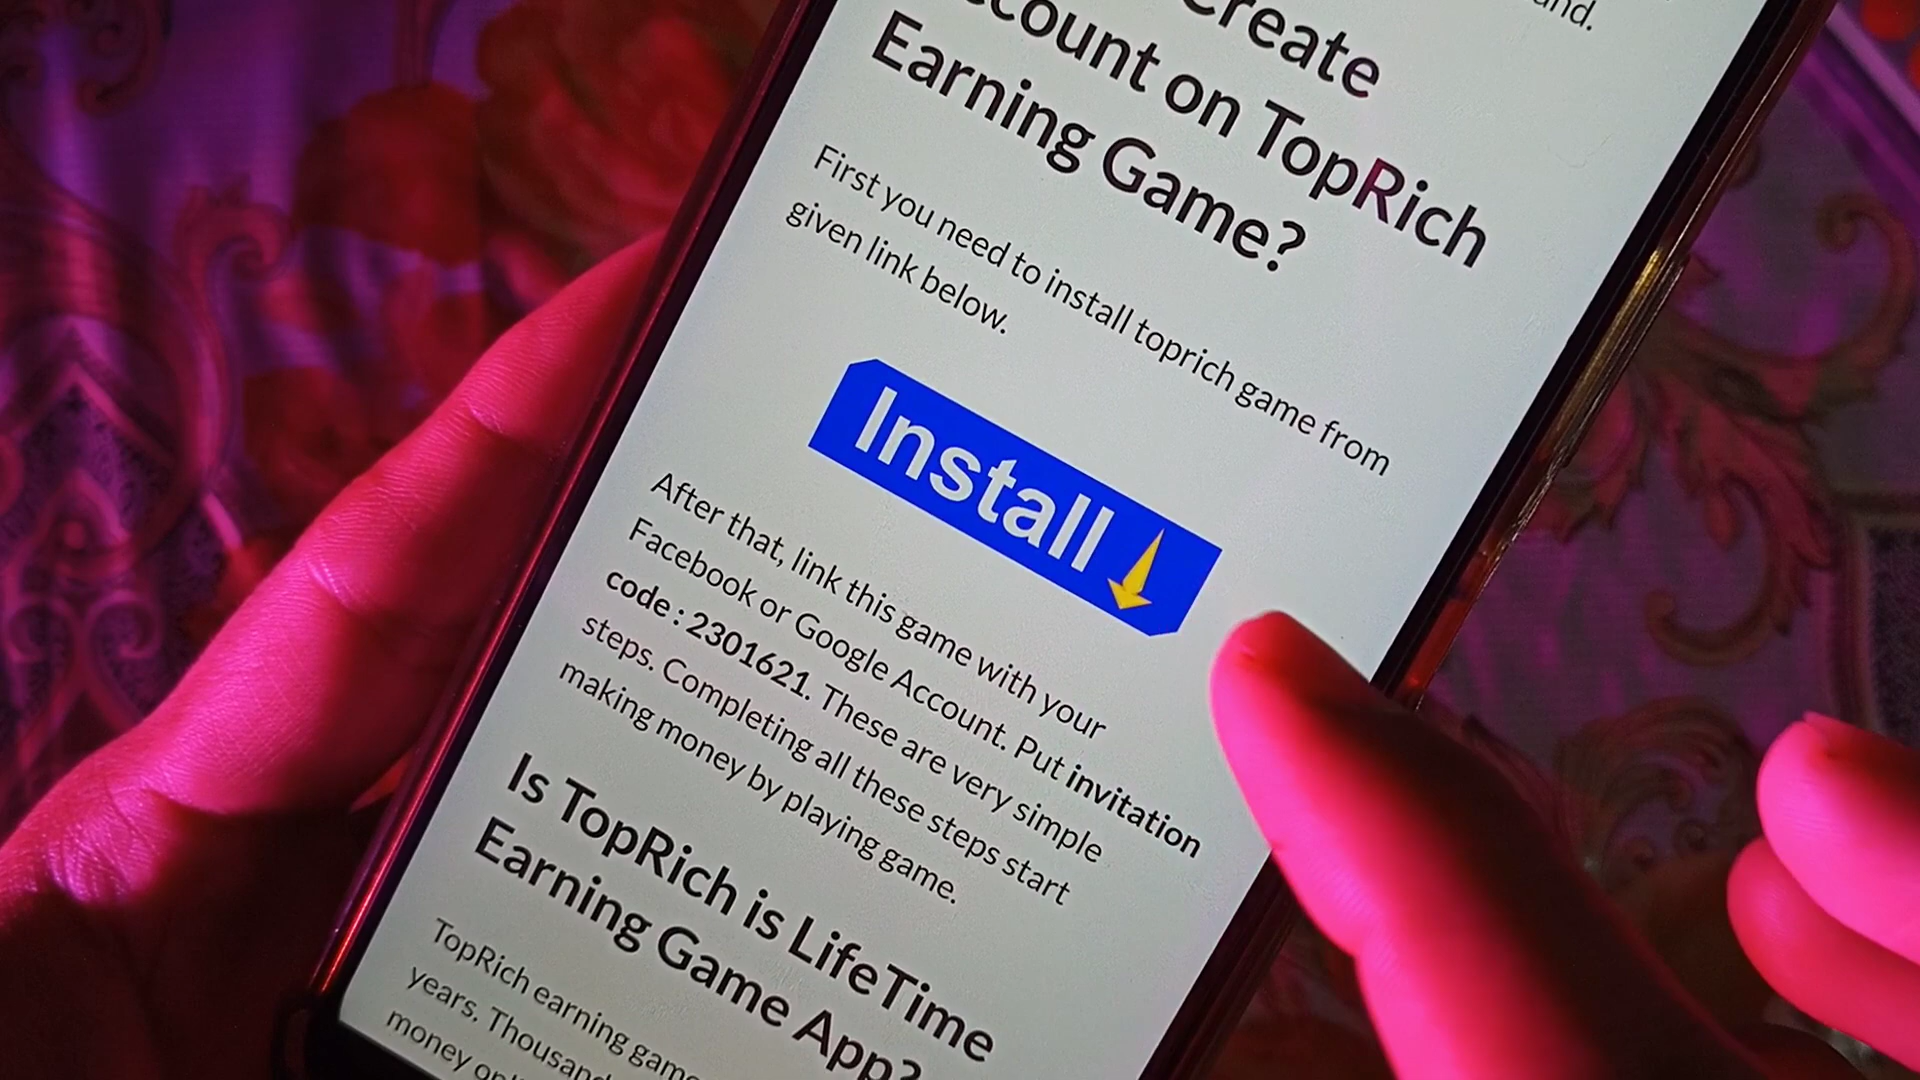 and.
Create
count on TopRich
Earning Game?
First you need to install toprich game from
given link below.
Install
After that, link this game with your
Facebook or Google Account. Put invitation
code : 2301621. These are very simple
steps. Completing all these steps start
making money by playing game.
Is TopRich is LifeTime
Earning Game App?
TopRich earning game
years. Thousand
money